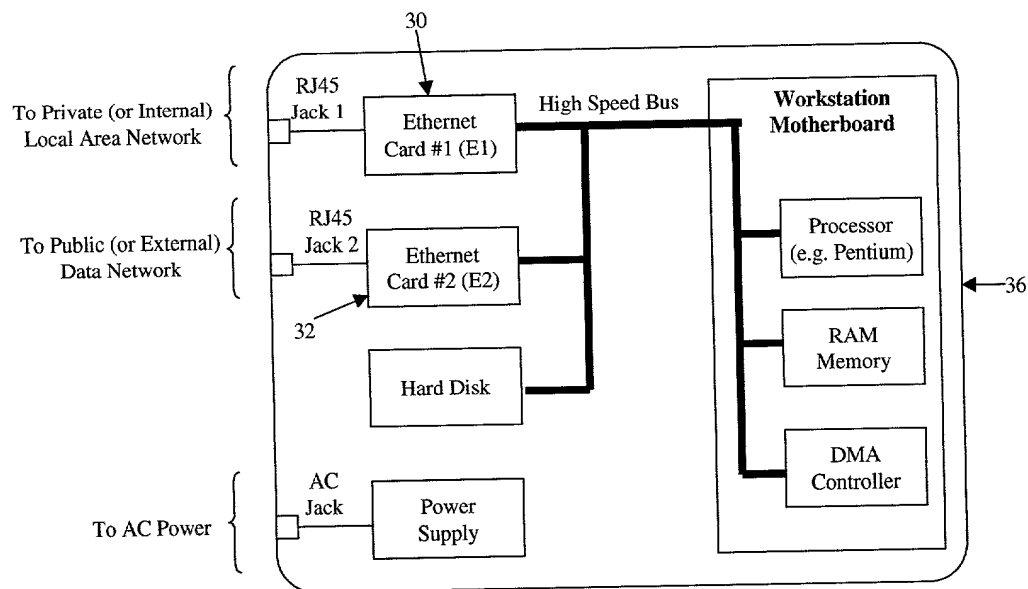 30
To Private (or Internal)
Local Area Network
RJ45
Jack 1
Ethernet
Card #1 (E1)
High Speed Bus
Workstation
Motherboard
To Public (or External)
Data Network
RJ45
Jack 2
Ethernet
Card #2 (E2)
32
Processor
(e.g. Pentium)
36
RAM
Memory
Hard Disk
DMA
Controller
To AC Power
AC
Jack
Power
Supply